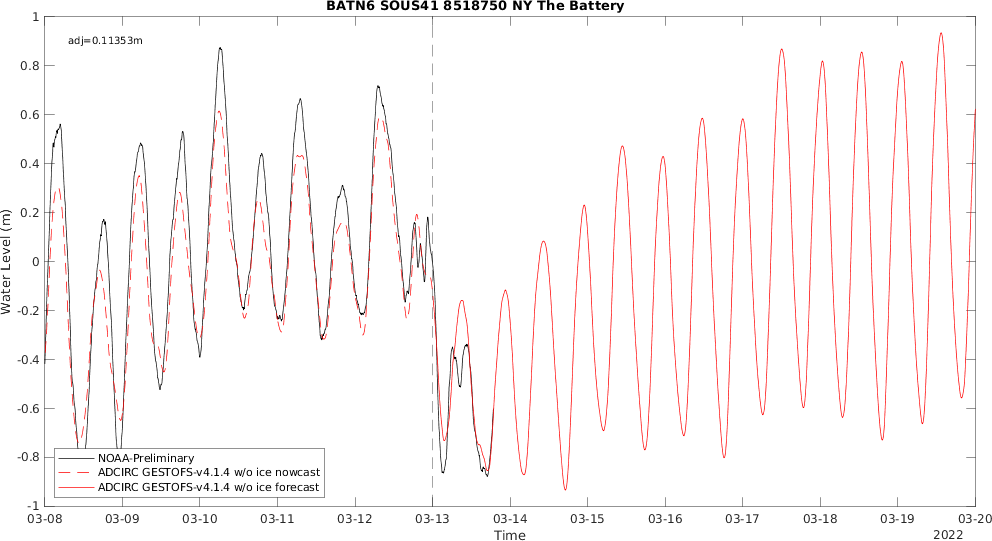 BATN6 SOUS41 8518750 NY The Battery
adj=0.11353m
1
0.8
0.6
0.4
0.2
0
-0.2
-0.4
-0.6
-0.8
-1
Water Level (m)
NOAA-Preliminary
ADCIRC GESTOFS-v4.1.4 w/o ice nowcast
ADCIRC GESTOFS-v4.1.4 w/o ice forecast
03-08 03-09 03-10 03-11 03-12 03-13 03-14 03-15 03-16 03-17 03-18 03-19 03-20
Time
2022